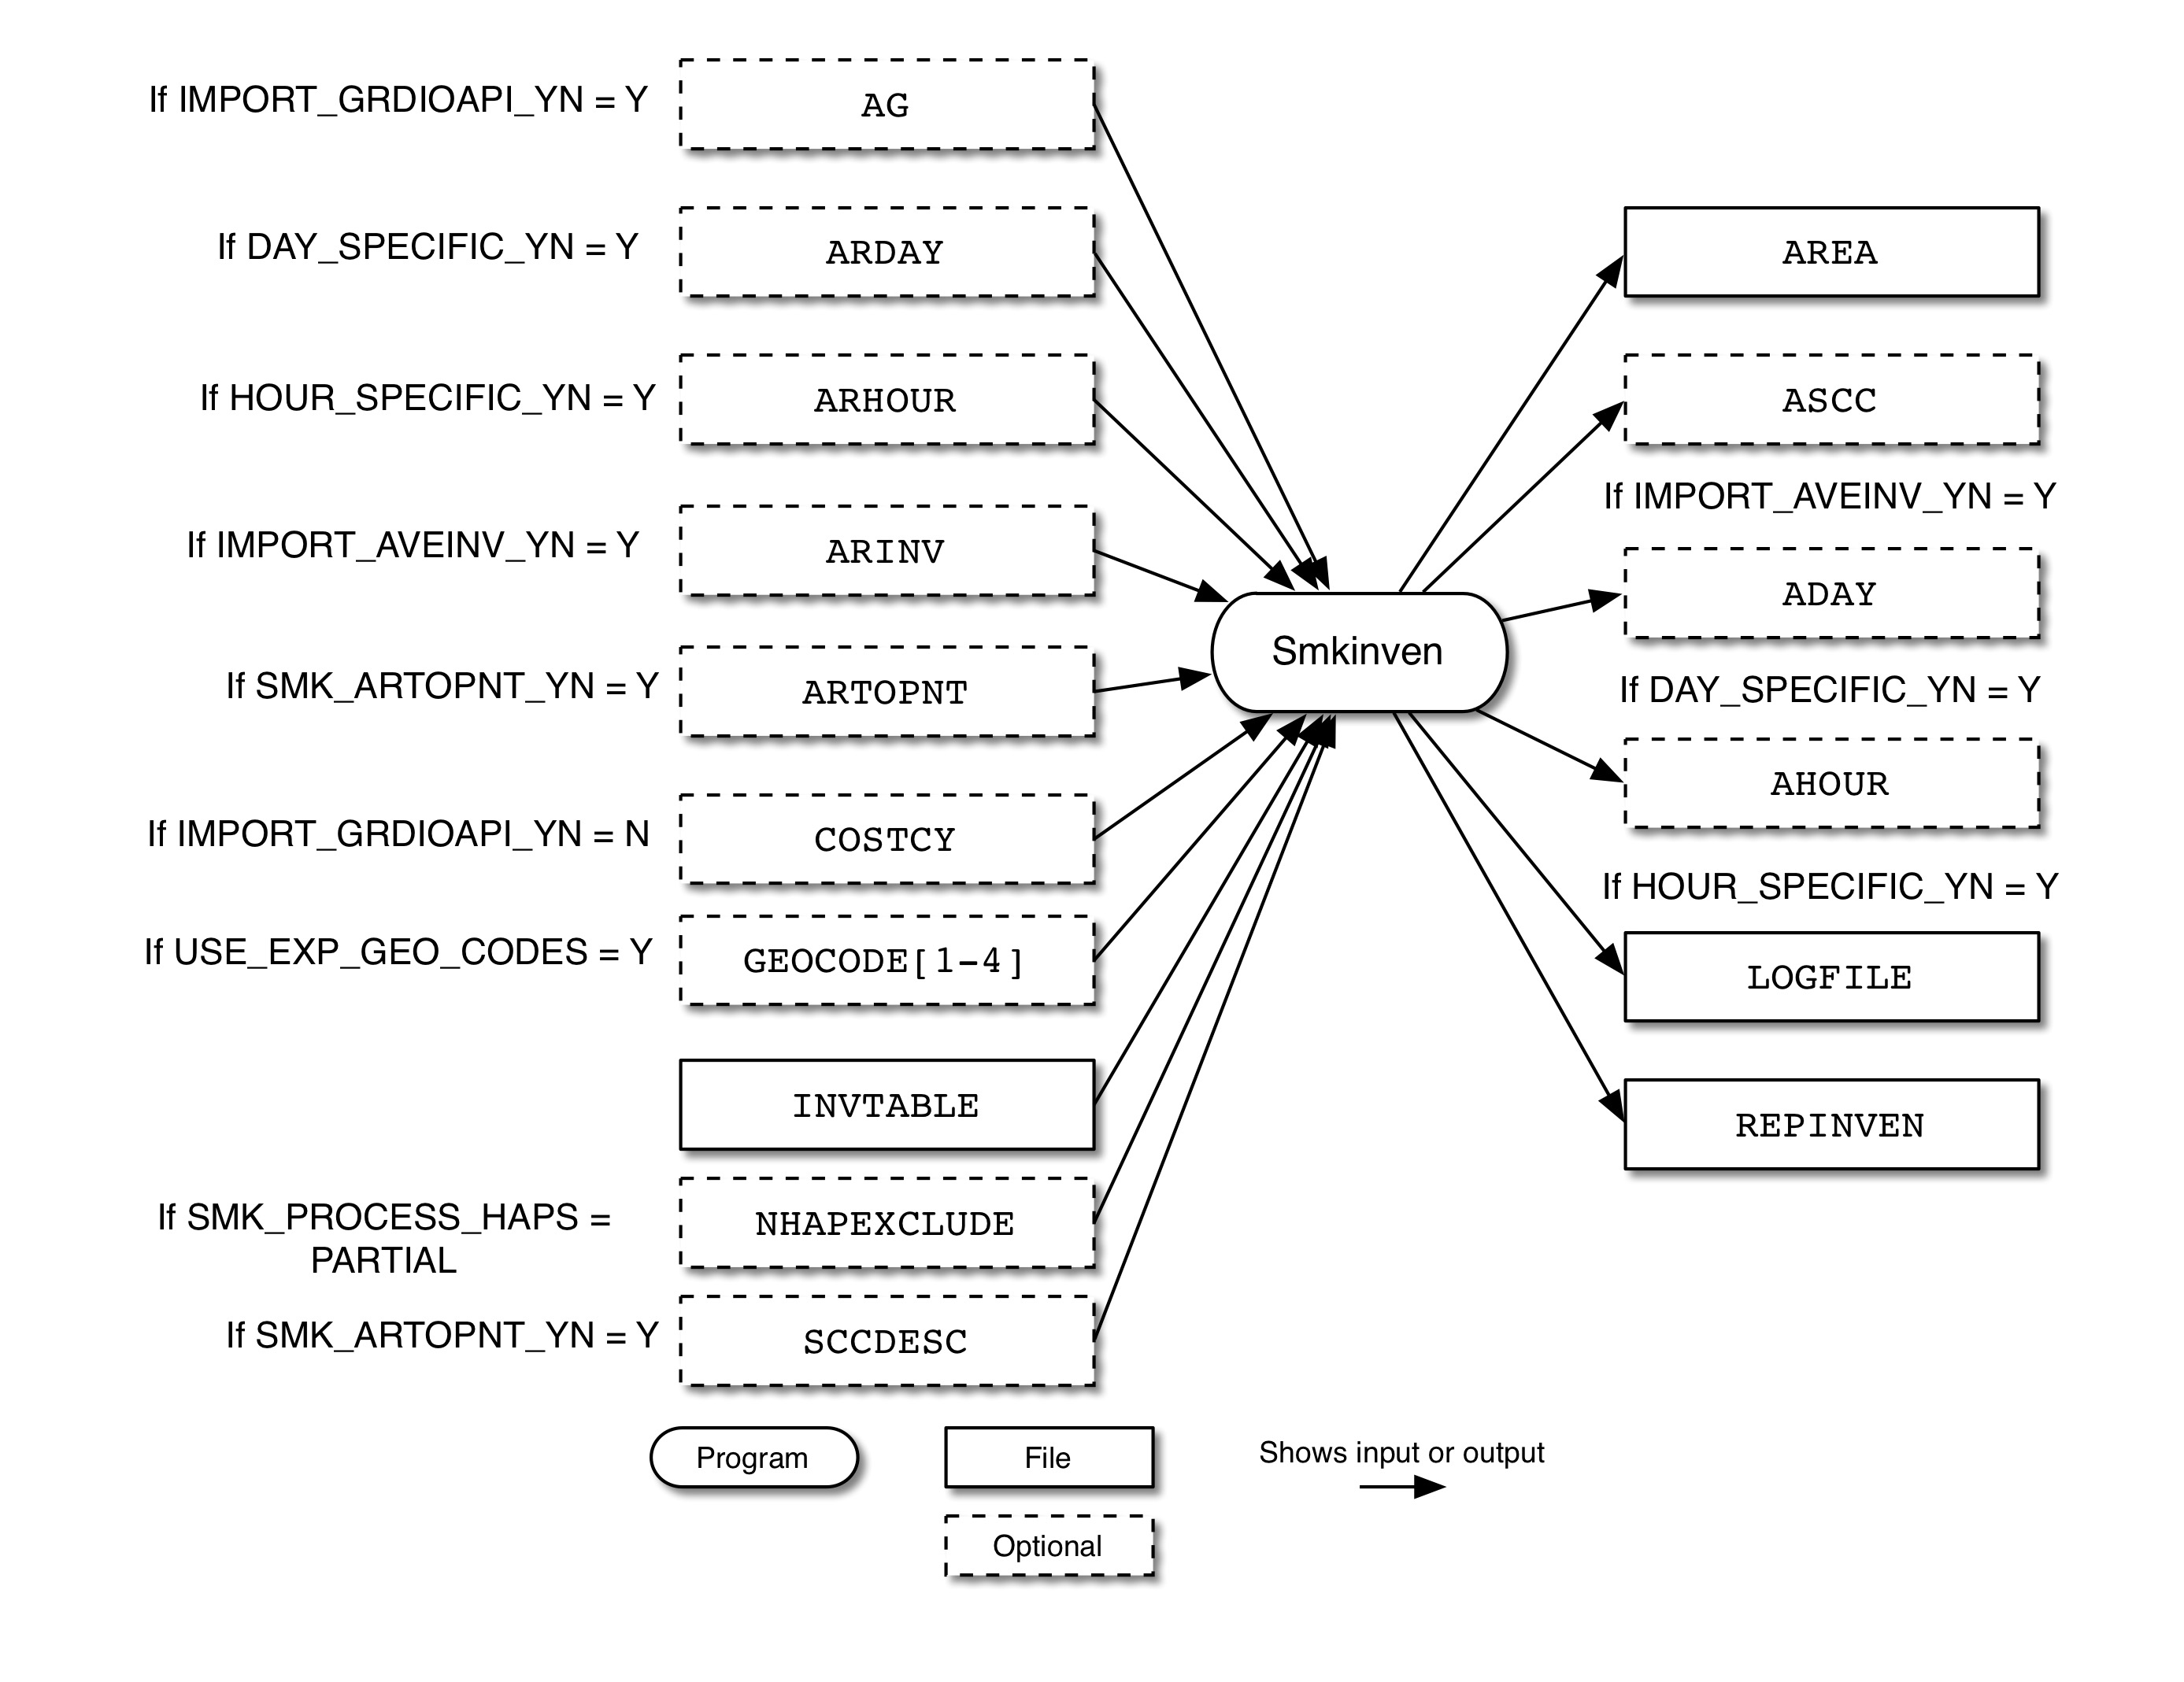 If IMPORT_GRDIOAPI_YN = Y
AG
If DAY_SPECIFIC_YN = Y
ARDAY
If HOUR_SPECIFIC_YN = Y
ARHOUR
If IMPORT_AVEINV_YN = Y
ARINV
If SMK_ARTOPNT_YN = Y
ARTOPNT
If IMPORT_GRDIOAPI_YN = N
COSTCY
If USE_EXP_GEO_CODES = Y
GEOCODE[1-4]
INVTABLE
If SMK_PROCESS_HAPS =
PARTIAL
NHAPEXCLUDE
If SMK_ARTOPNT_YN = Y
SCCDESC
Smkinven
AREA
ASCC
If IMPORT_AVEINV_YN = Y
ADAY
If DAY_SPECIFIC_YN = Y
AHOUR
If HOUR_SPECIFIC_YN = Y
LOGFILE
REPINVEN
Program
File
Shows input or output
Optional